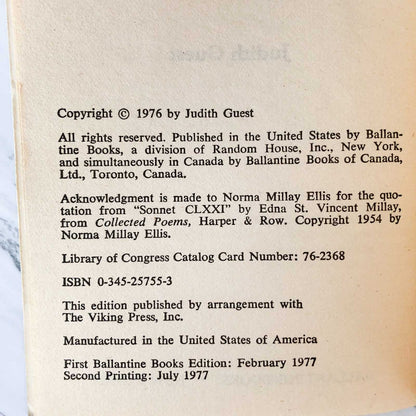 Judith Guest
Copyright © 1976 by Judith Guest
All rights reserved. Published in the United States by Ballan-
tine Books, a division of Random House, Inc., New York,
and simultaneously in Canada by Ballantine Books of Canada,
Ltd., Toronto, Canada.
Acknowledgment is made to Norma Millay Ellis for the quo-
tation from "Sonnet CLXXI" by Edna St. Vincent Millay,
from Collected Poems, Harper & Row. Copyright 1954 by
Norma Millay Ellis.
Library of Congress Catalog Card Number: 76-2368
ISBN 0-345-25755-3
This edition published by arrangement with
The Viking Press, Inc.
Manufactured in the United States of America
First Ballantine Books Edition: February 1977
Second Printing: July 1977